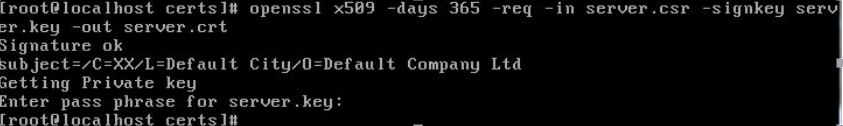 [root@localhost certs]# openssl x509 -days 365 -req -in server.csr -signkey serv
er.key -out server.crt
Signature ok
subject=/C=XX/L=Default City/O=Default Company Ltd
Getting Private key
Enter pass phrase for server.key:
[root@localhost certs]#